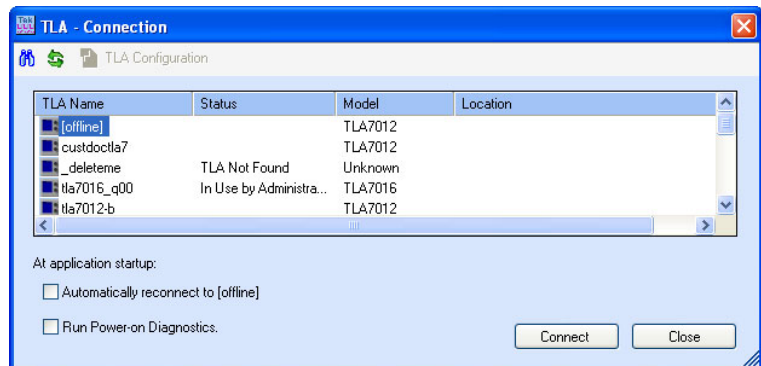 TLA - Connection
TLA Configuration
TLA Name Status Model Location
[offline] TLA7012
custdoctla7 TLA7012
_deleteme TLA Not Found Unknown
tla7016_q00 In Use by Administra... TLA7016
tla7012-b TLA7012
At application startup:
Automatically reconnect to [offline]
Run Power-on Diagnostics.
Connect Close